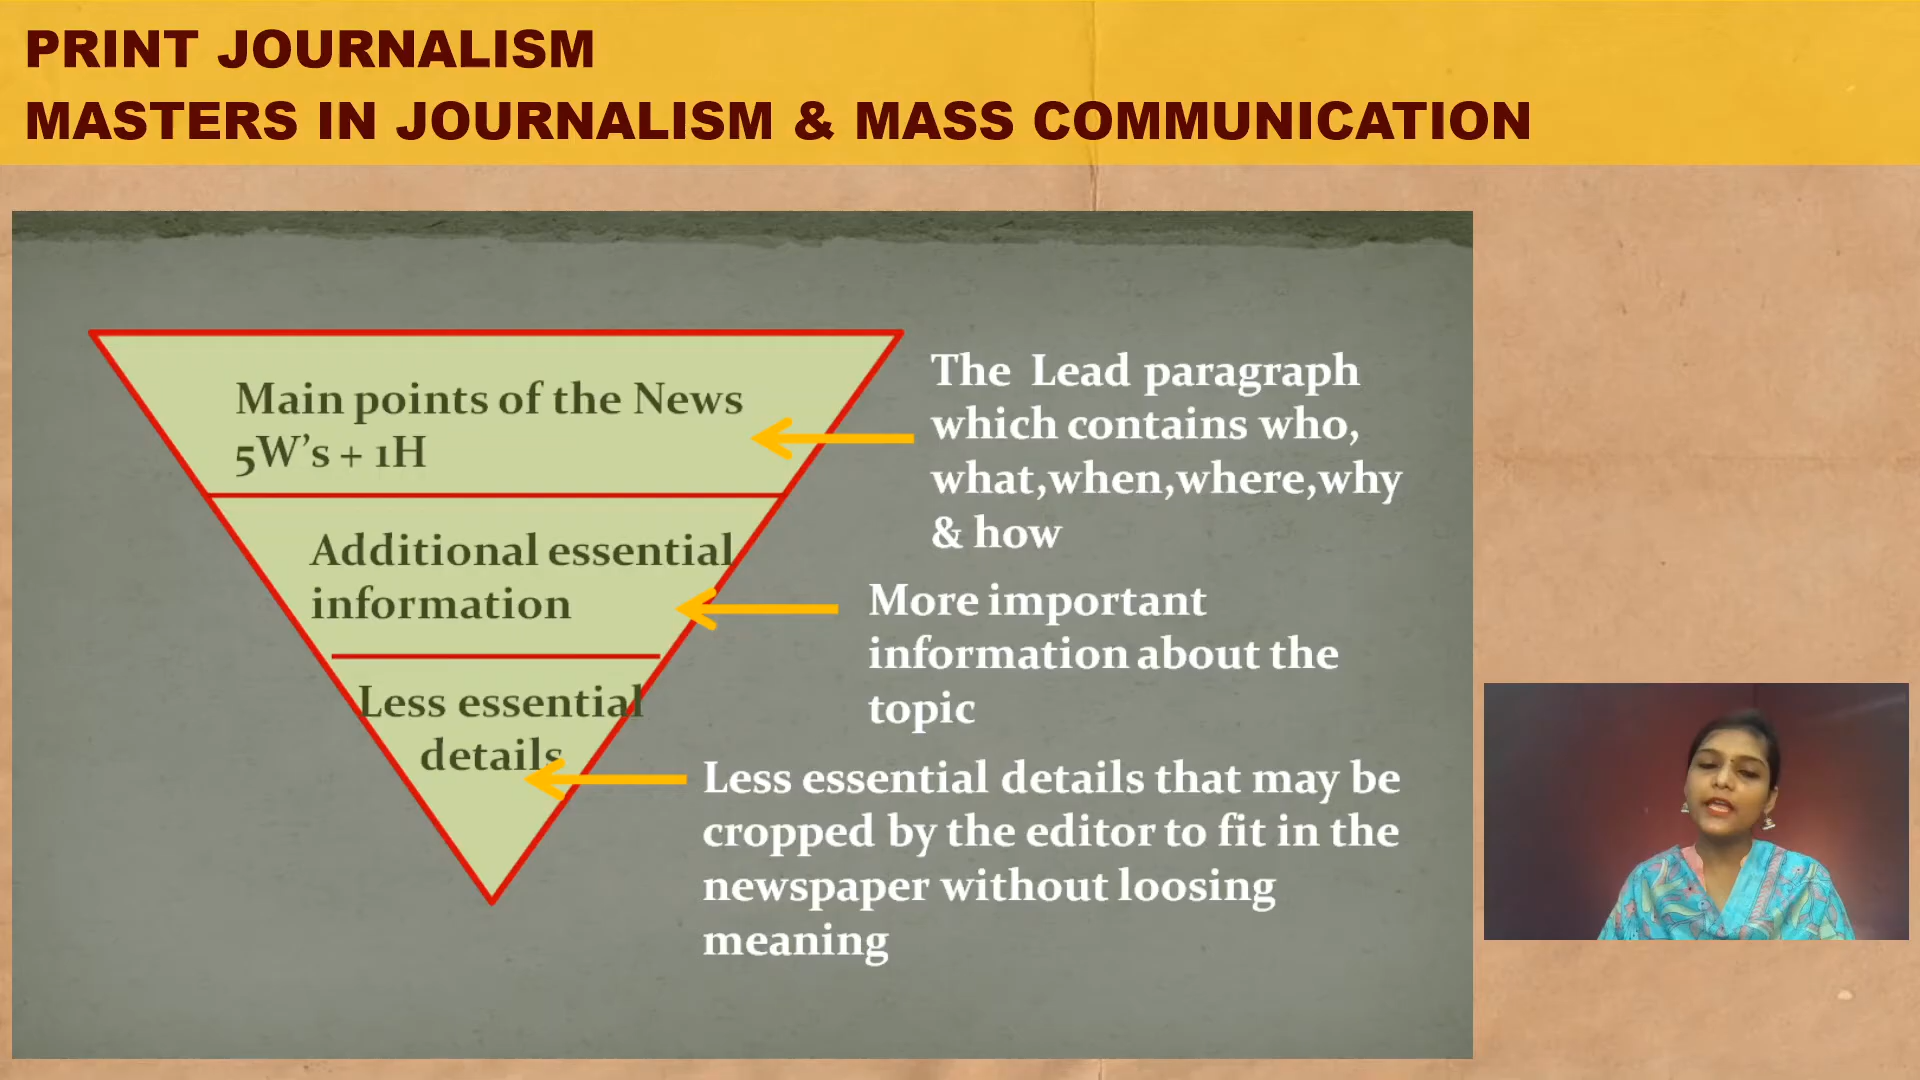 PRINT JOURNALISM
MASTERS IN JOURNALISM & MASS COMMUNICATION
Main points of the News
5W's + 1H
The Lead paragraph
which contains who,
what,when,where,why
& how
Additional essential
information
More important
information about the
topic
Less essential
details
Less essential details that may be
cropped by the editor to fit in the
newspaper without loosing
meaning